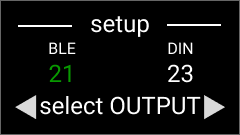 setup
BLE DIN
21 23
select OUTPUT